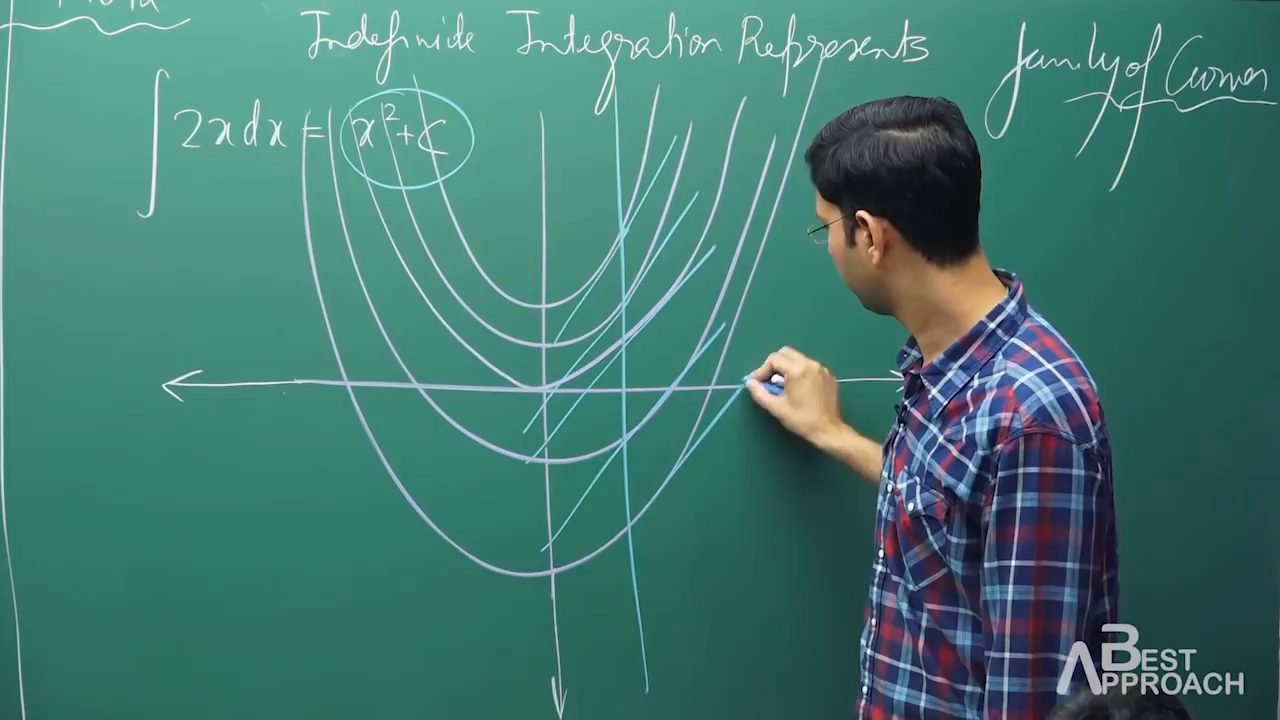 Indefinite Integration Represents
family of Curves
∫ 2x dx = x² + C
BEST
APPROACH